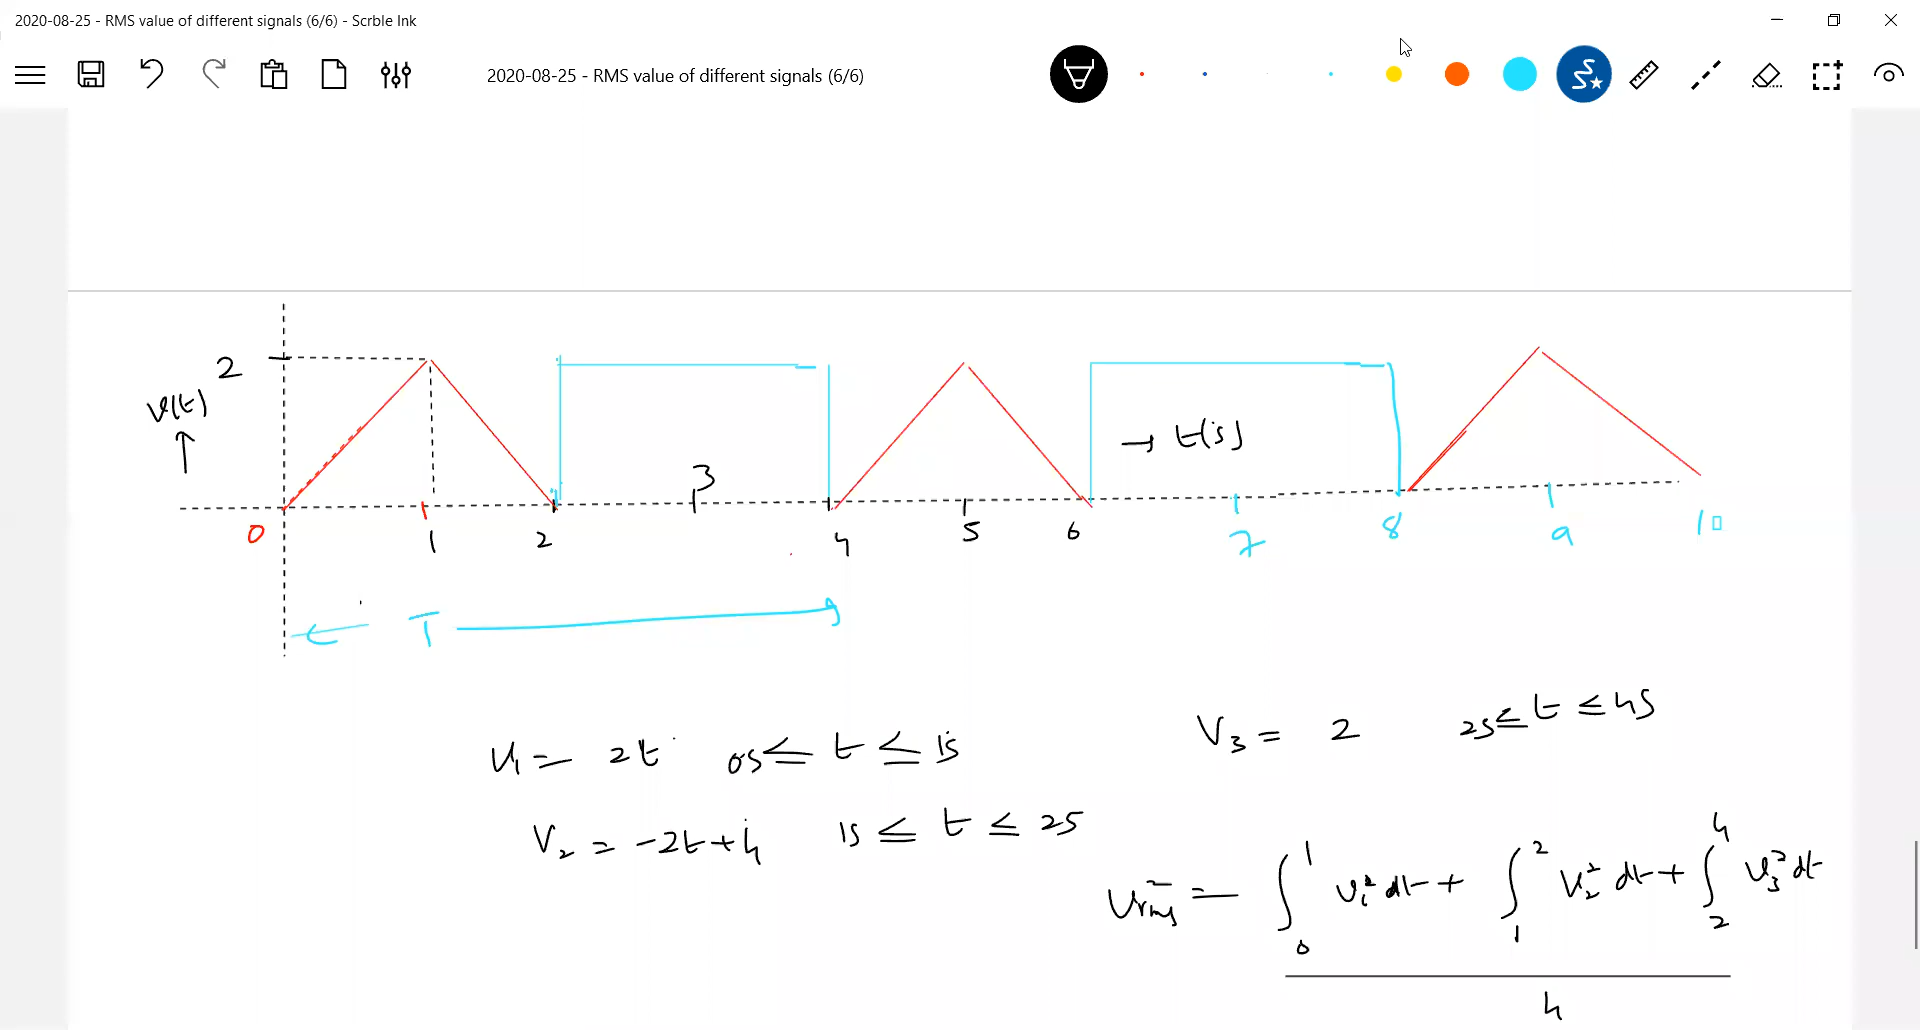 2020-08-25 - RMS value of different signals (6/6) - Scrble Ink
2020-08-25 - RMS value of different signals (6/6)
2
v(t)
↑
→ t(s)
3
0 1 2 4 5 6 7 8 9 10
← T
v₁ = 2t 0s ≤ t ≤ 1s
V₃ = 2 2s ≤ t ≤ 4s
V₂ = -2t+4 1s ≤ t ≤ 2s
Vrms² = ∫₀¹ v₁² dt + ∫₁² v₂² dt + ∫₂⁴ v₃² dt
4